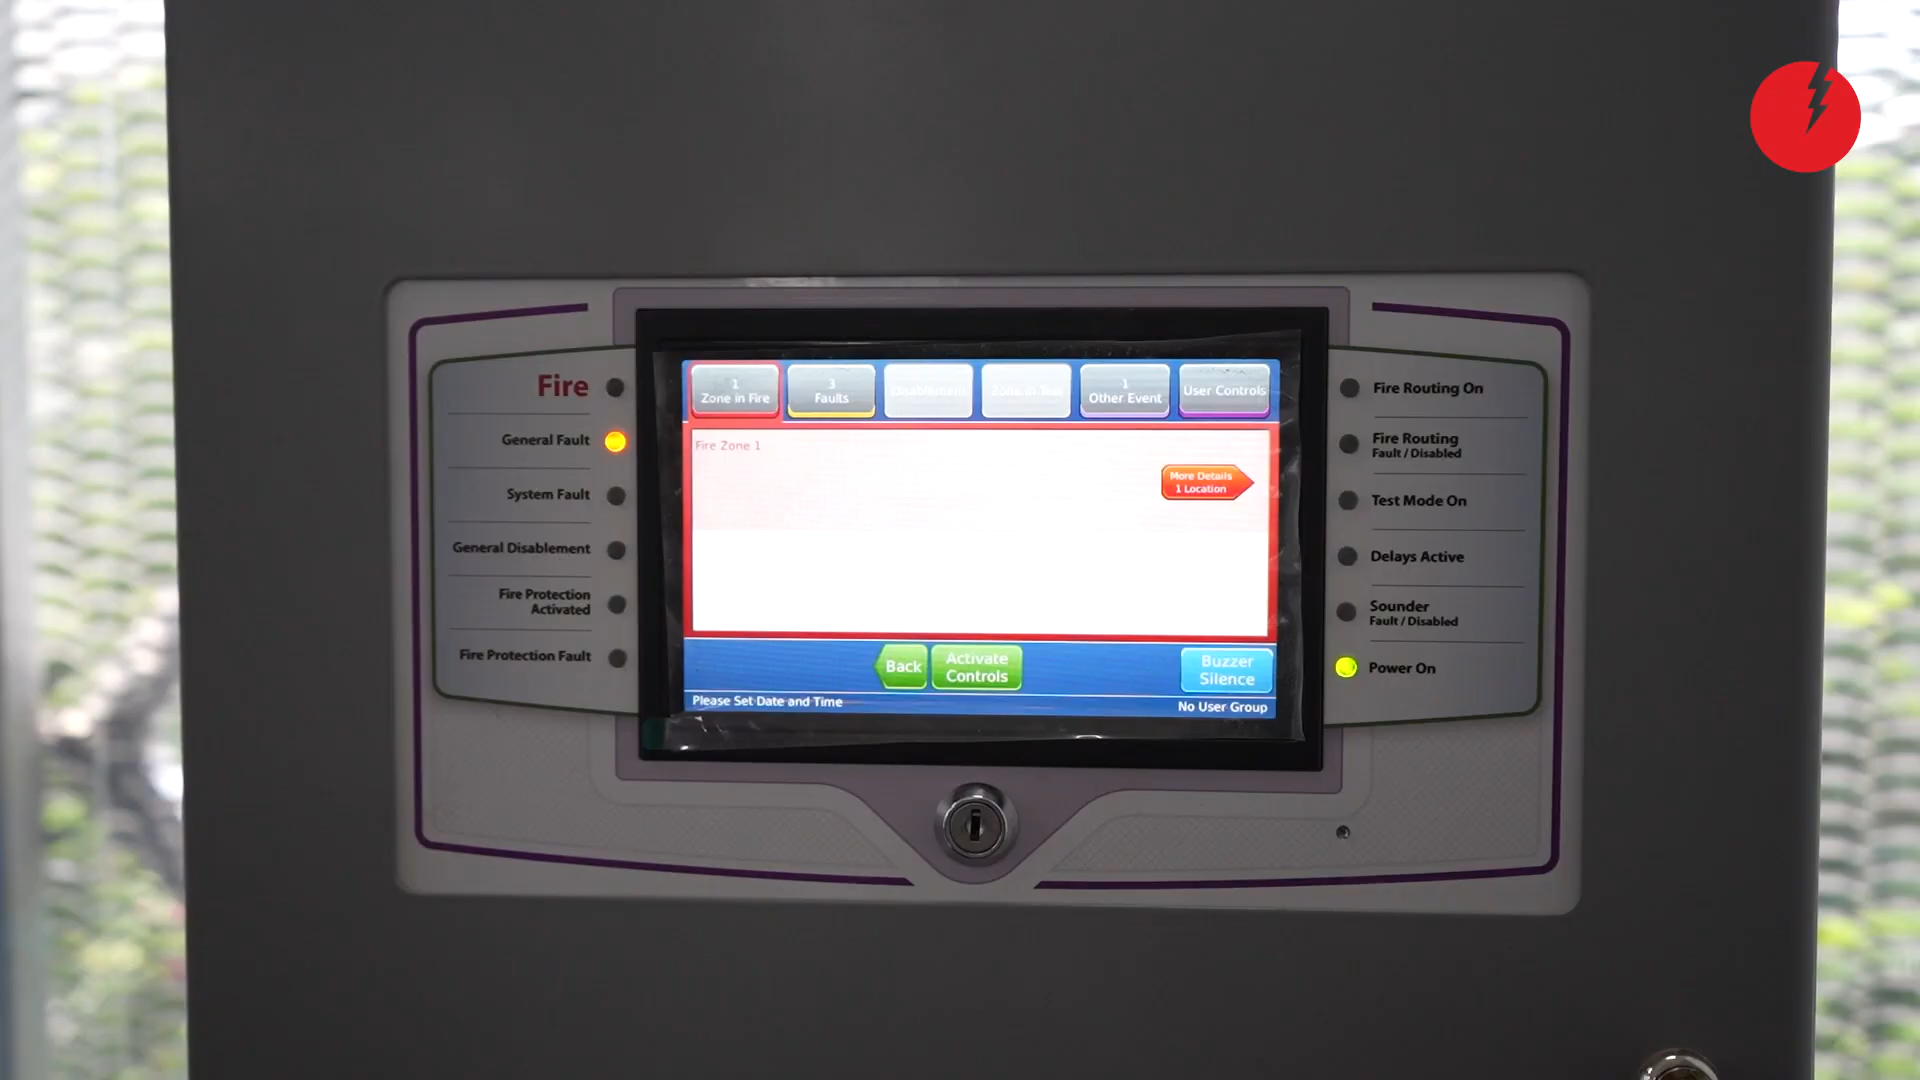 Fire
General Fault
System Fault
General Disablement
Fire Protection
Activated
Fire Protection Fault
1
Zone in Fire
3
Faults
Disablement
Zone in Test
1
Other Event
User Controls
Fire Zone 1
More Details
1 Location
Back
Activate
Controls
Buzzer
Silence
Please Set Date and Time
No User Group
Fire Routing On
Fire Routing
Fault / Disabled
Test Mode On
Delays Active
Sounder
Fault / Disabled
Power On